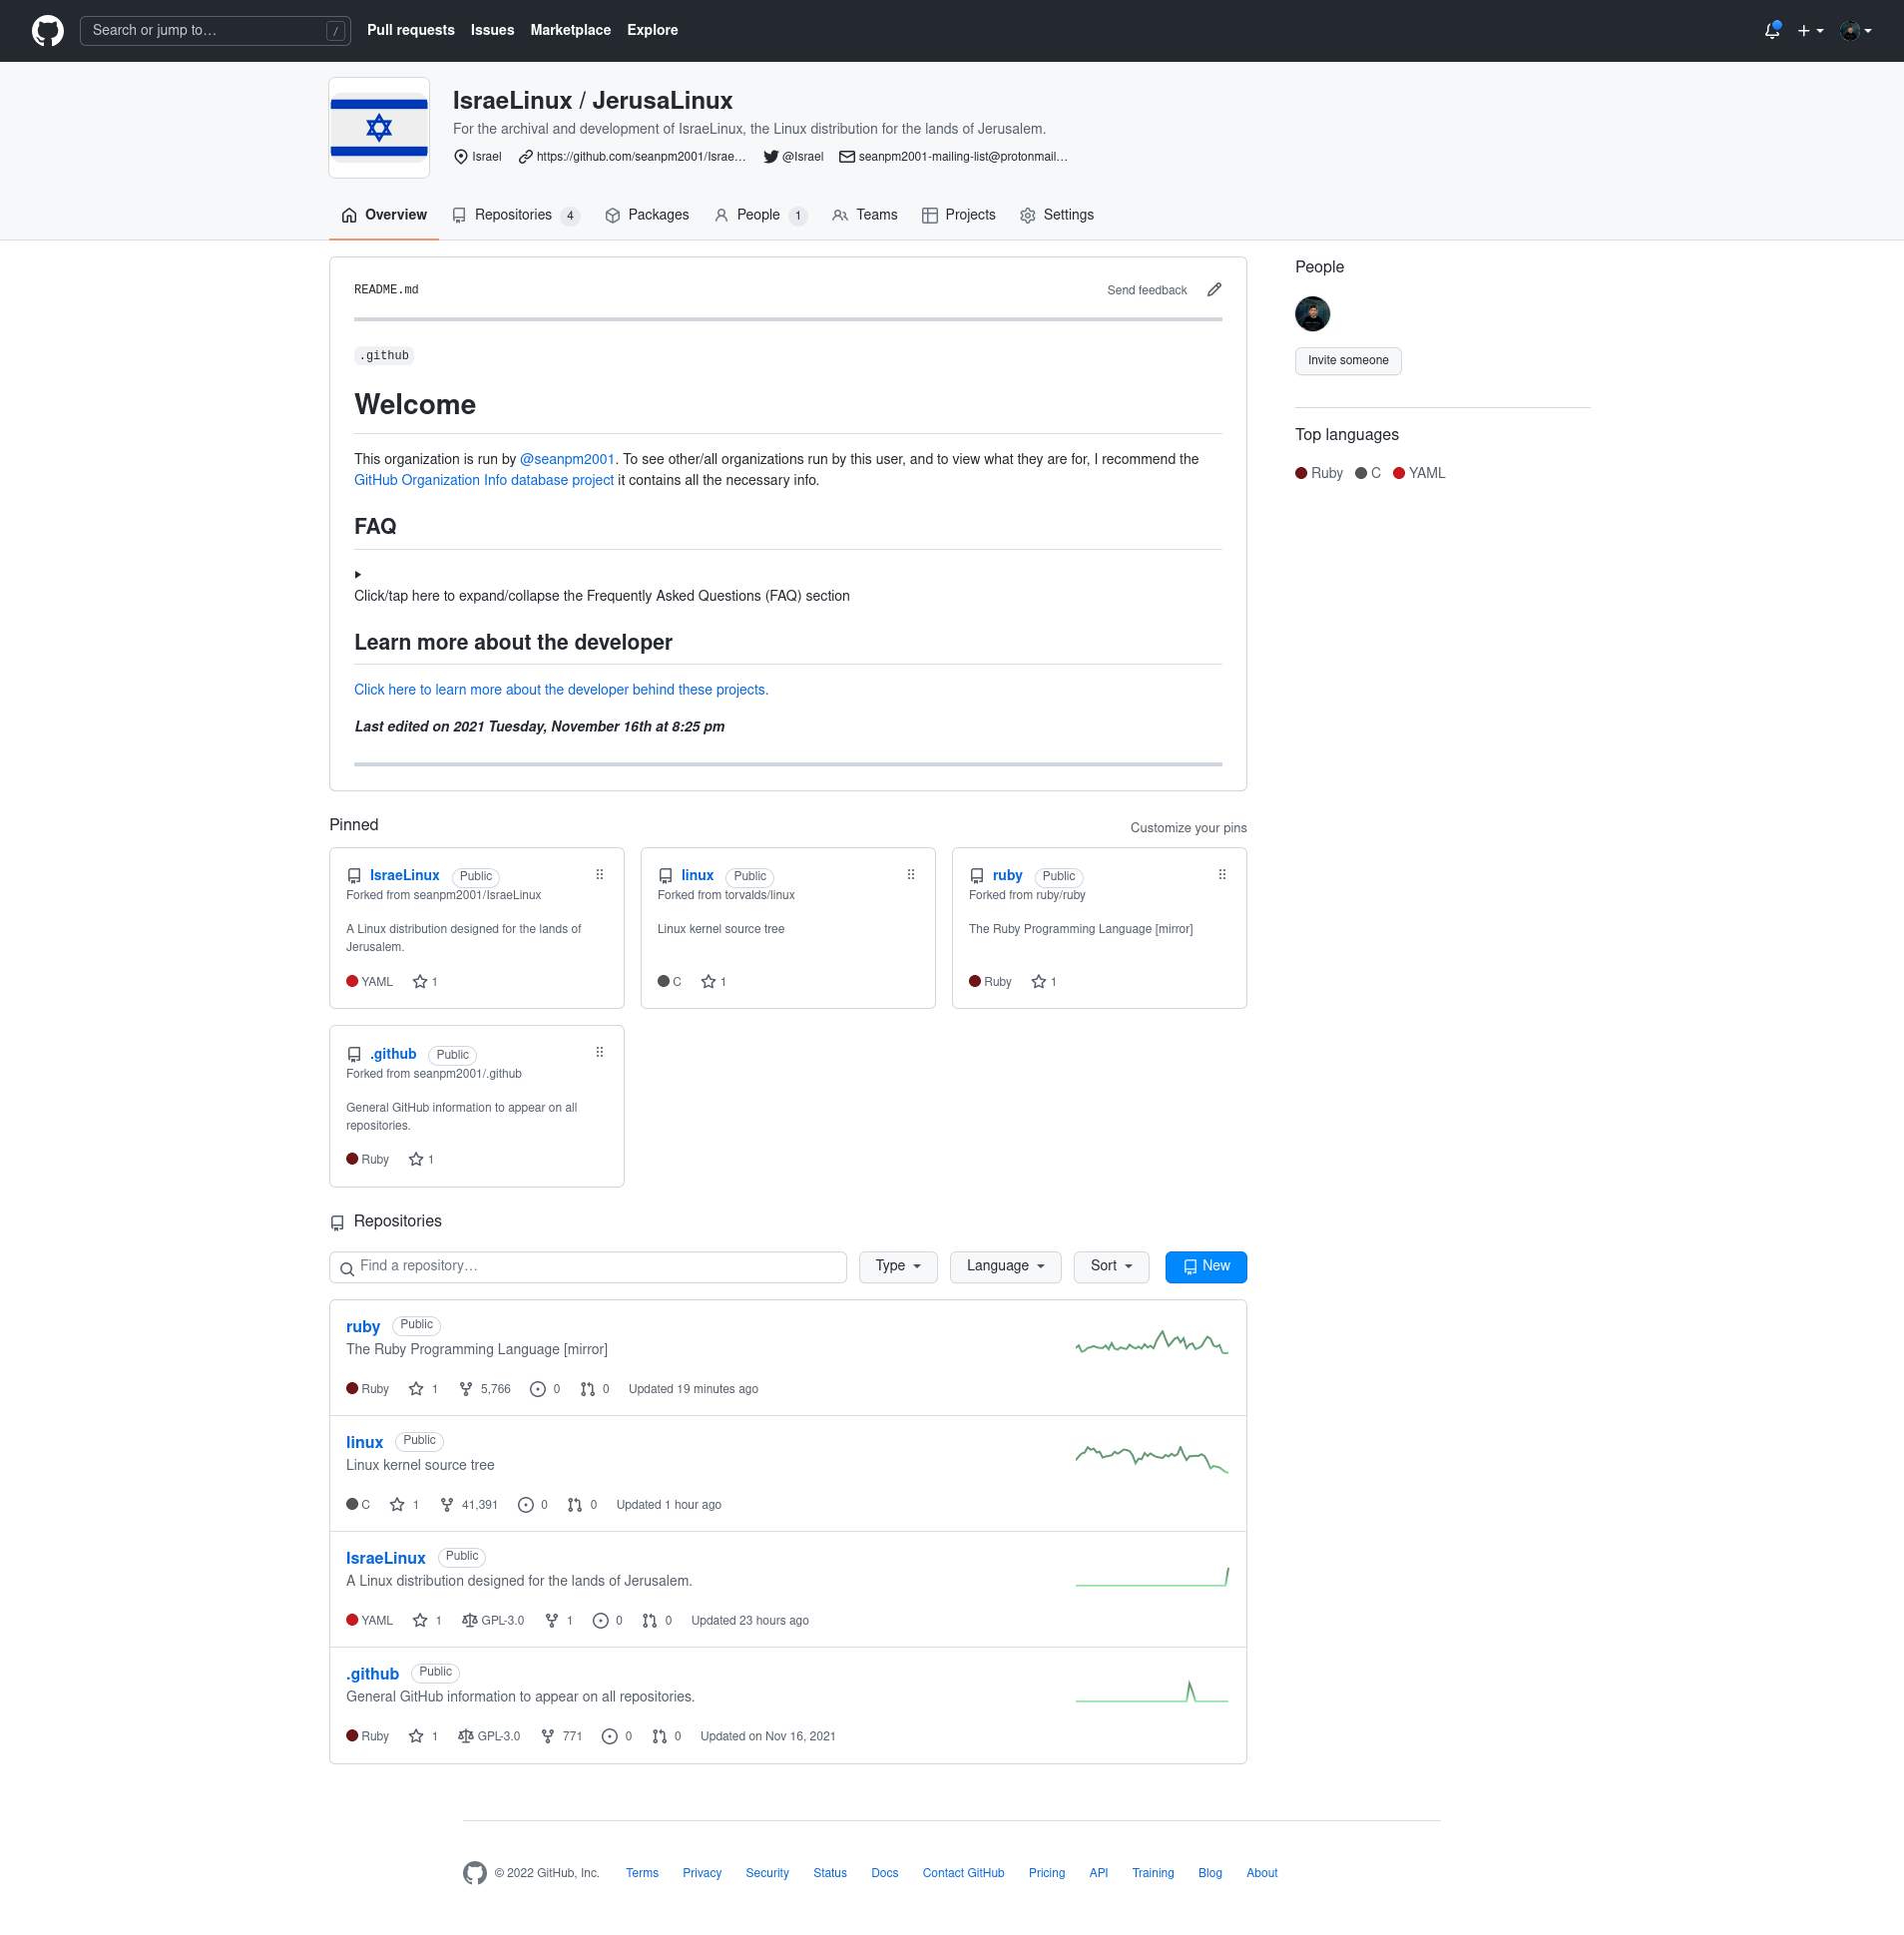 Search or jump to… /
Pull requests Issues Marketplace Explore
IsraeLinux / JerusaLinux
For the archival and development of IsraeLinux, the Linux distribution for the lands of Jerusalem.
Israel https://github.com/seanpm2001/Israe… @Israel seanpm2001-mailing-list@protonmail…
Overview Repositories 4 Packages People 1 Teams Projects Settings
README.md Send feedback
.github
Welcome
This organization is run by @seanpm2001. To see other/all organizations run by this user, and to view what they are for, I recommend the
GitHub Organization Info database project it contains all the necessary info.
FAQ
Click/tap here to expand/collapse the Frequently Asked Questions (FAQ) section
Learn more about the developer
Click here to learn more about the developer behind these projects.
Last edited on 2021 Tuesday, November 16th at 8:25 pm
People
Invite someone
Top languages
Ruby C YAML
Pinned Customize your pins
IsraeLinux Public
Forked from seanpm2001/IsraeLinux
A Linux distribution designed for the lands of
Jerusalem.
YAML 1
linux Public
Forked from torvalds/linux
Linux kernel source tree
C 1
ruby Public
Forked from ruby/ruby
The Ruby Programming Language [mirror]
Ruby 1
.github Public
Forked from seanpm2001/.github
General GitHub information to appear on all
repositories.
Ruby 1
Repositories
Find a repository… Type Language Sort New
ruby Public
The Ruby Programming Language [mirror]
Ruby 1 5,766 0 0 Updated 19 minutes ago
linux Public
Linux kernel source tree
C 1 41,391 0 0 Updated 1 hour ago
IsraeLinux Public
A Linux distribution designed for the lands of Jerusalem.
YAML 1 GPL-3.0 1 0 0 Updated 23 hours ago
.github Public
General GitHub information to appear on all repositories.
Ruby 1 GPL-3.0 771 0 0 Updated on Nov 16, 2021
© 2022 GitHub, Inc. Terms Privacy Security Status Docs Contact GitHub Pricing API Training Blog About